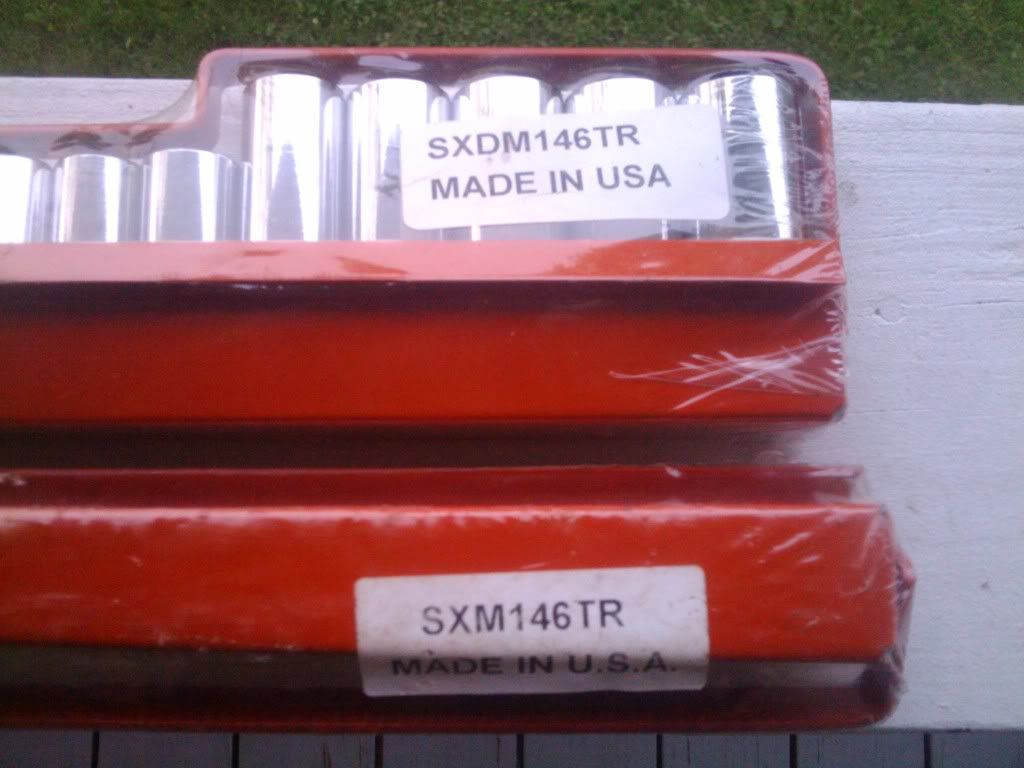 SXDM146TR
MADE IN USA
SXM146TR
MADE IN U.S.A.